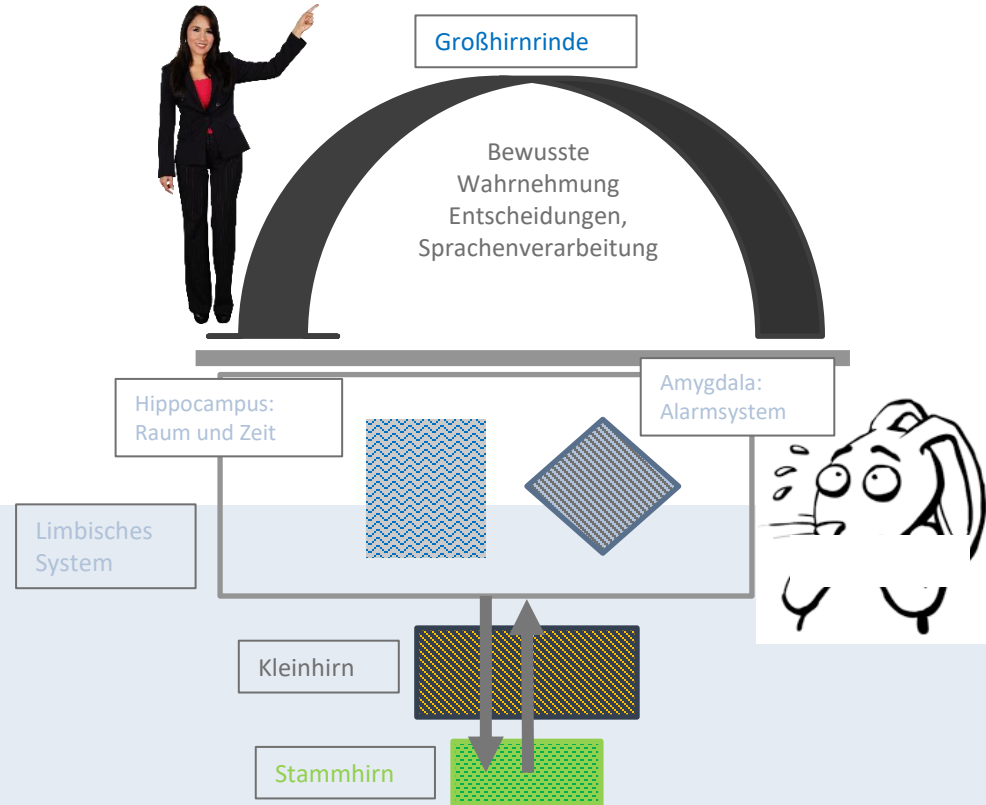 Großhirnrinde
Bewusste
Wahrnehmung
Entscheidungen,
Sprachenverarbeitung
Hippocampus:
Raum und Zeit
Amygdala:
Alarmsystem
Limbisches
System
Kleinhirn
Stammhirn